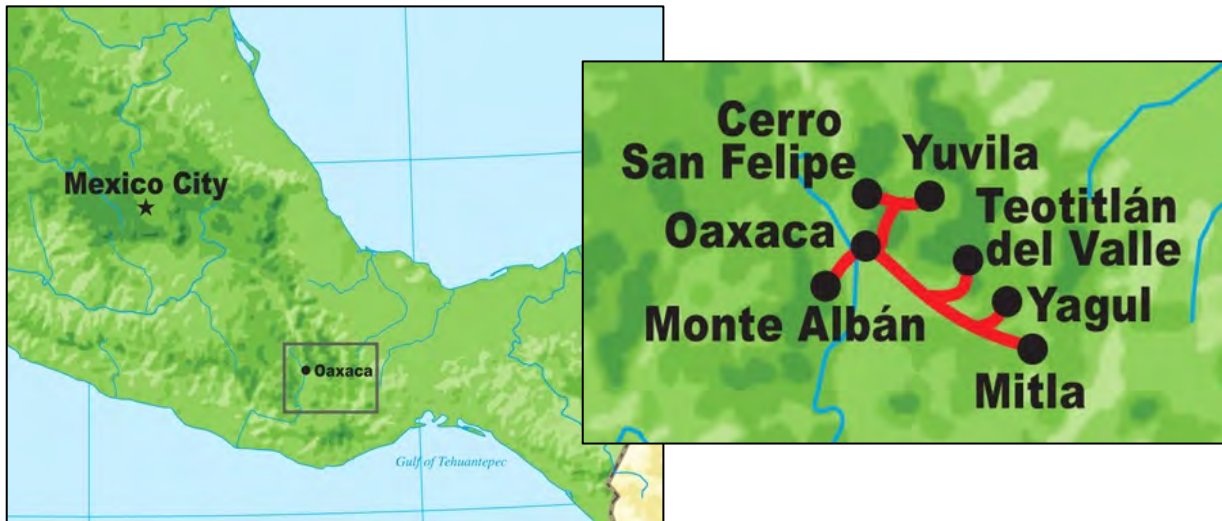 Mexico City
Oaxaca
Gulf of Tehuantepec
Cerro
San Felipe
Yuvila
Teotitlán
del Valle
Oaxaca
Monte Albán
Yagul
Mitla